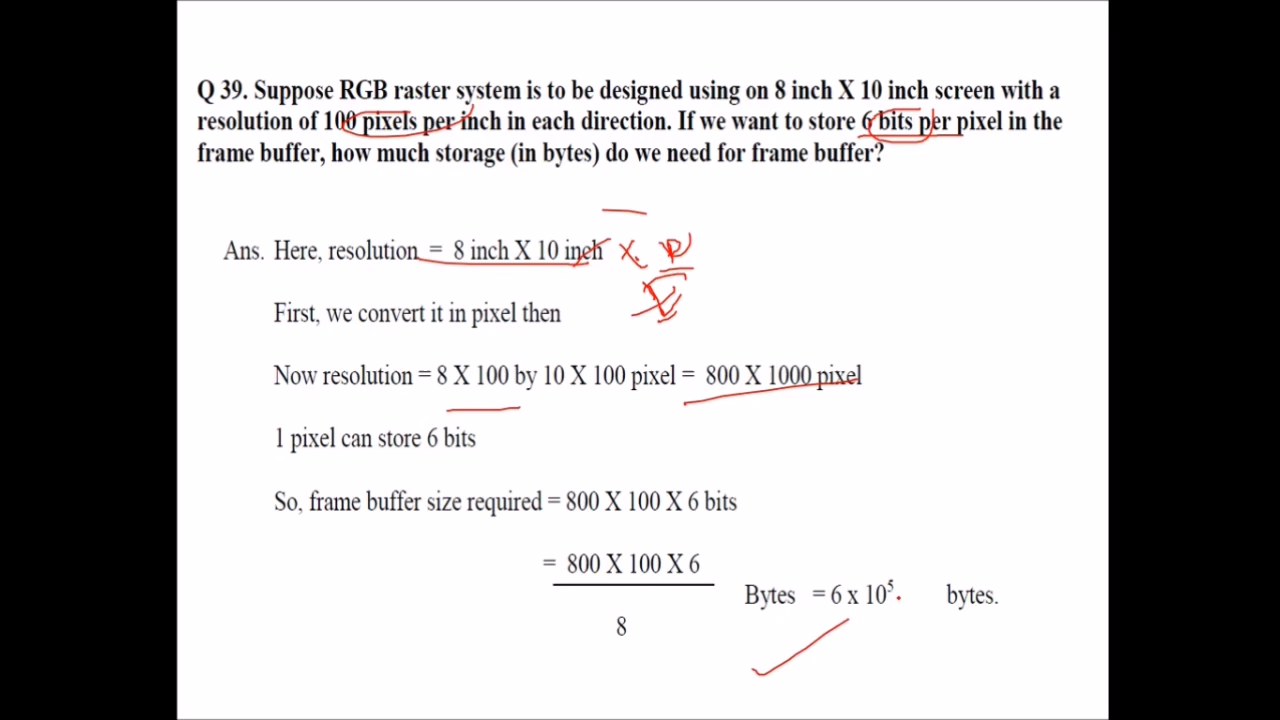 Q 39. Suppose RGB raster system is to be designed using on 8 inch X 10 inch screen with a
resolution of 100 pixels per inch in each direction. If we want to store 6 bits per pixel in the
frame buffer, how much storage (in bytes) do we need for frame buffer?
Ans. Here, resolution = 8 inch X 10 inch
First, we convert it in pixel then
Now resolution = 8 X 100 by 10 X 100 pixel = 800 X 1000 pixel
1 pixel can store 6 bits
So, frame buffer size required = 800 X 100 X 6 bits
= 800 X 100 X 6
Bytes = 6 x 10⁵ bytes.
8